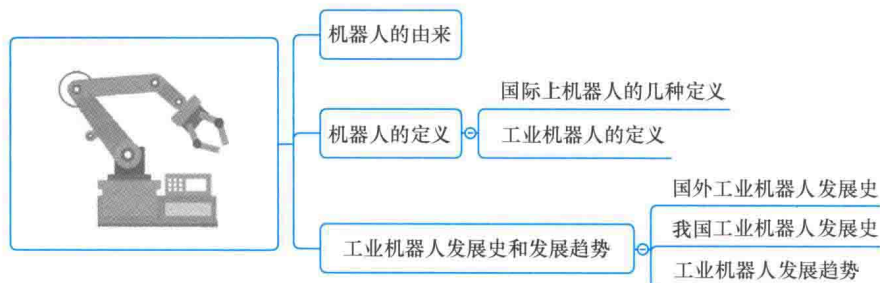 机器人的由来
机器人的定义
国际上机器人的几种定义
工业机器人的定义
工业机器人发展史和发展趋势
国外工业机器人发展史
我国工业机器人发展史
工业机器人发展趋势